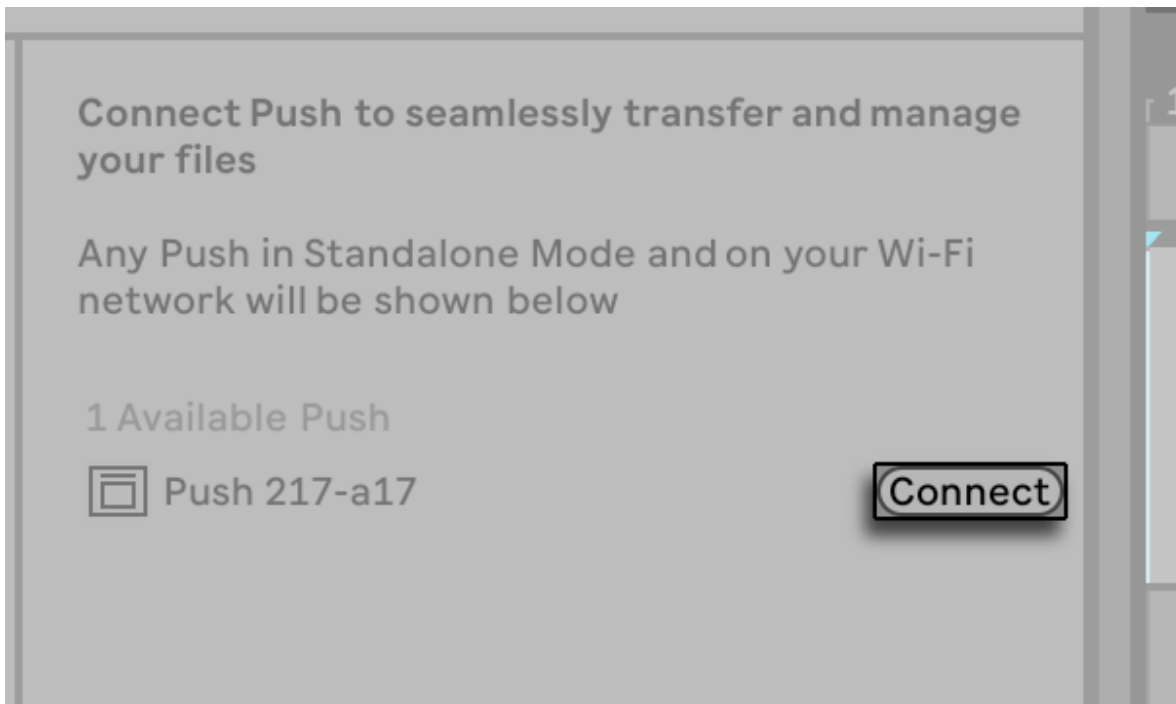 Connect Push to seamlessly transfer and manage
your files
Any Push in Standalone Mode and on your Wi-Fi
network will be shown below
1 Available Push
Push 217-a17
Connect